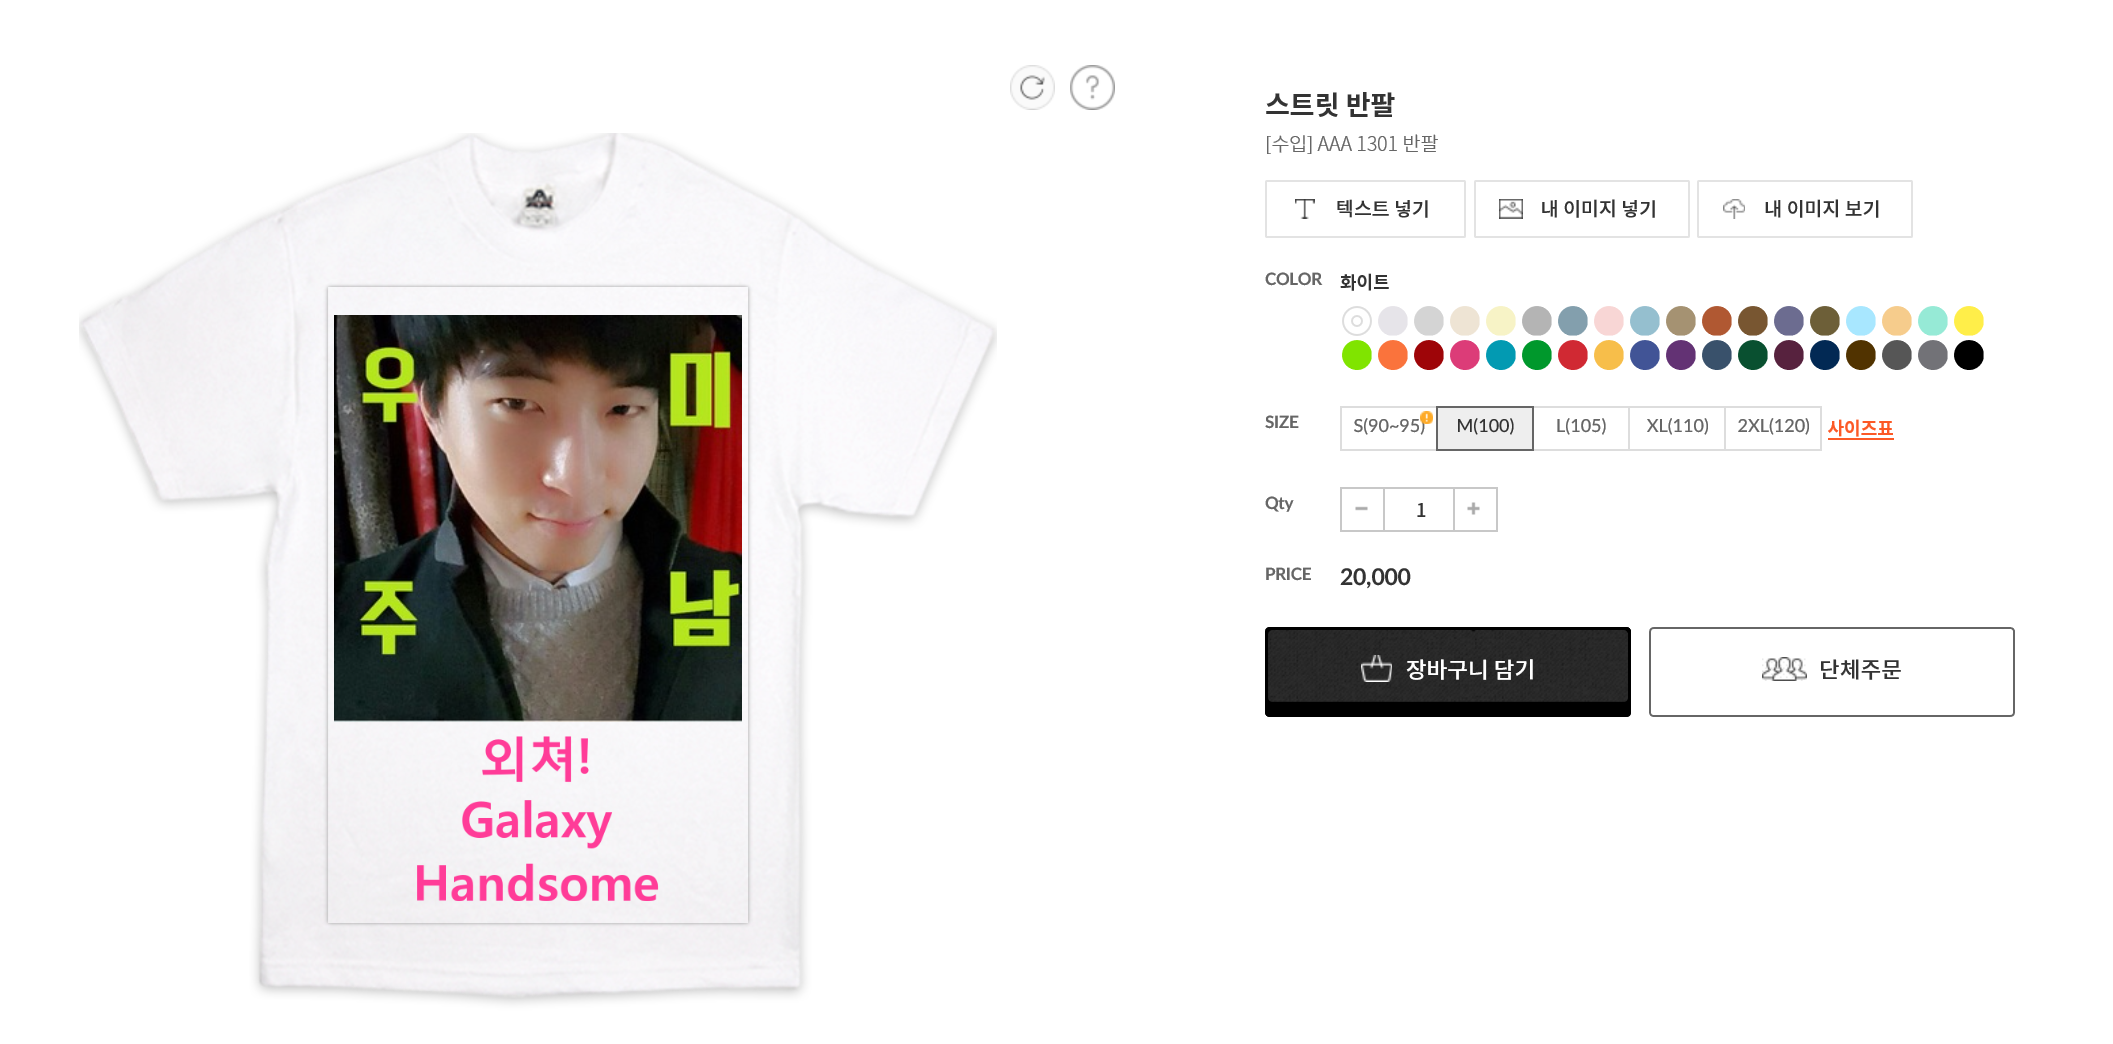 스트릿 반팔
[수입] AAA 1301 반팔
텍스트 넣기
내 이미지 넣기
내 이미지 보기
COLOR 화이트
SIZE S(90~95) M(100) L(105) XL(110) 2XL(120) 사이즈표
Qty − 1 +
PRICE 20,000
장바구니 담기
단체주문
?
우 미
주 남
외쳐!
Galaxy
Handsome